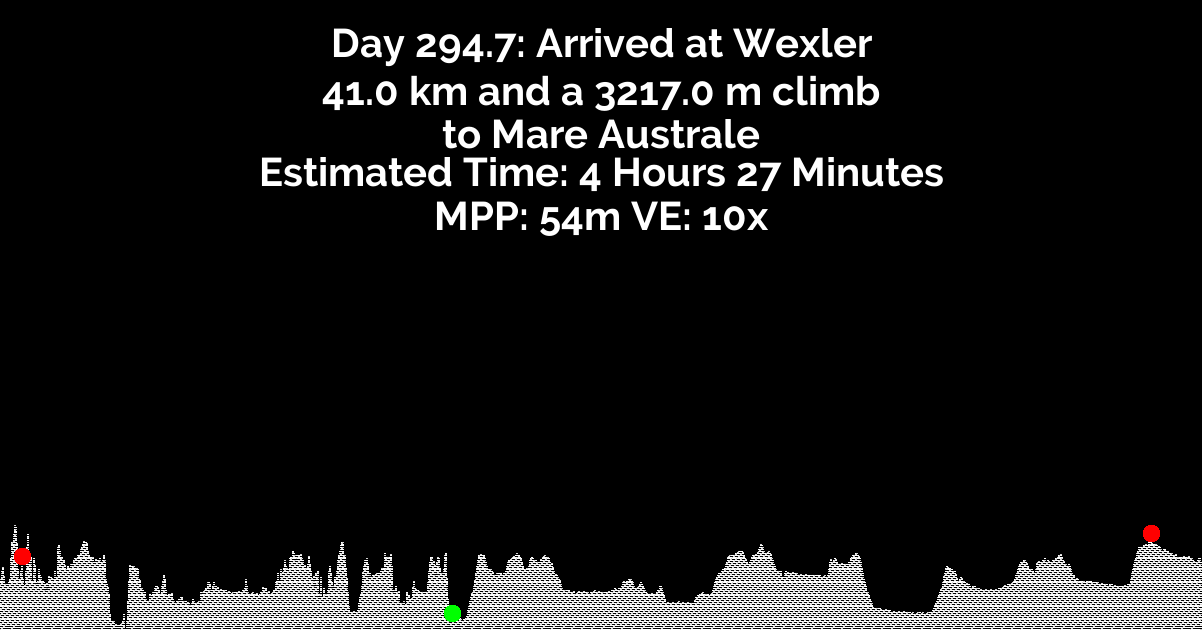 Day 294.7: Arrived at Wexler
41.0 km and a 3217.0 m climb
to Mare Australe
Estimated Time: 4 Hours 27 Minutes
MPP: 54m VE: 10x